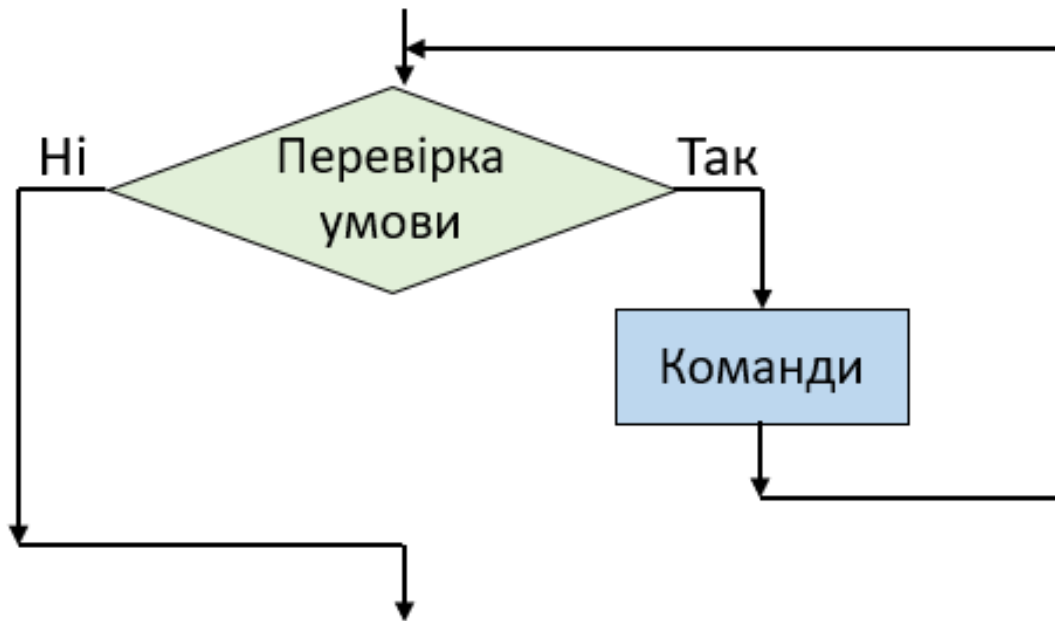 Ні
Перевірка
умови
Так
Команди